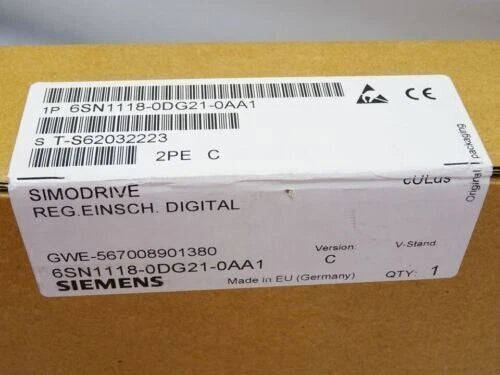 1P 6SN1118-0DG21-0AA1
S T-S62032223
2PE C
CE
cULus
Original packaging
SIMODRIVE
REG.EINSCH. DIGITAL
GWE-567008901380
6SN1118-0DG21-0AA1
SIEMENS
Version:
C
V-Stand
Made in EU (Germany)
QTY: 1